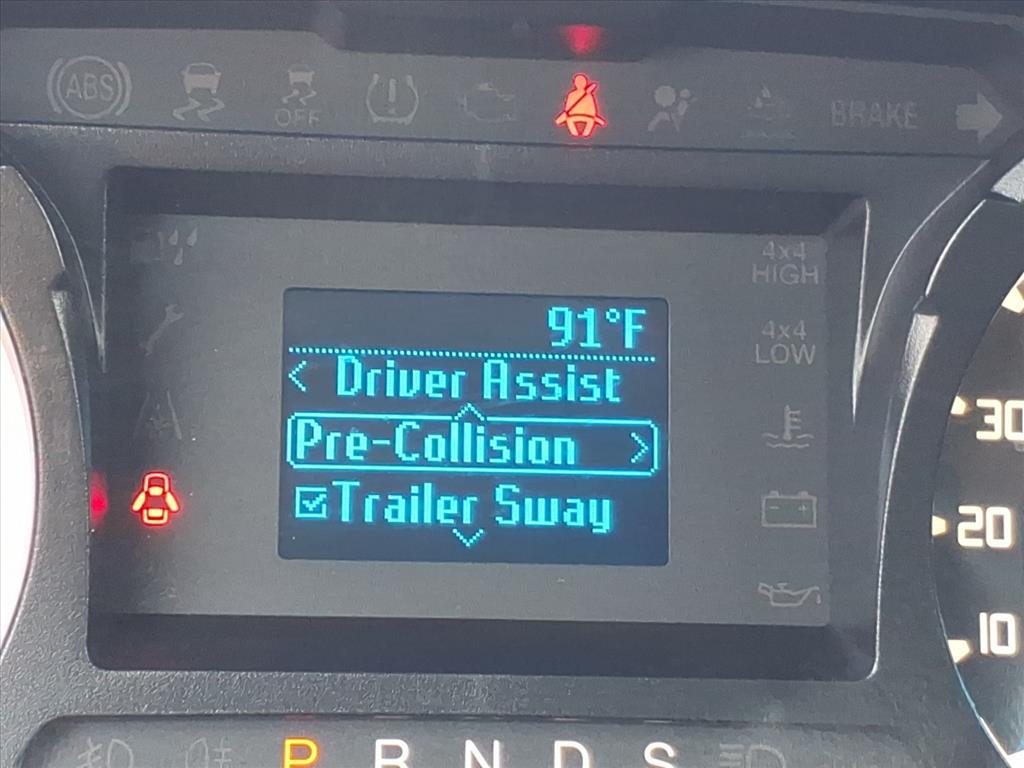 ABS
OFF
BRAKE
4x4
HIGH
91°F
4x4
LOW
< Driver Assist
Pre-Collision >
Trailer Sway
30
20
10
P R N D S